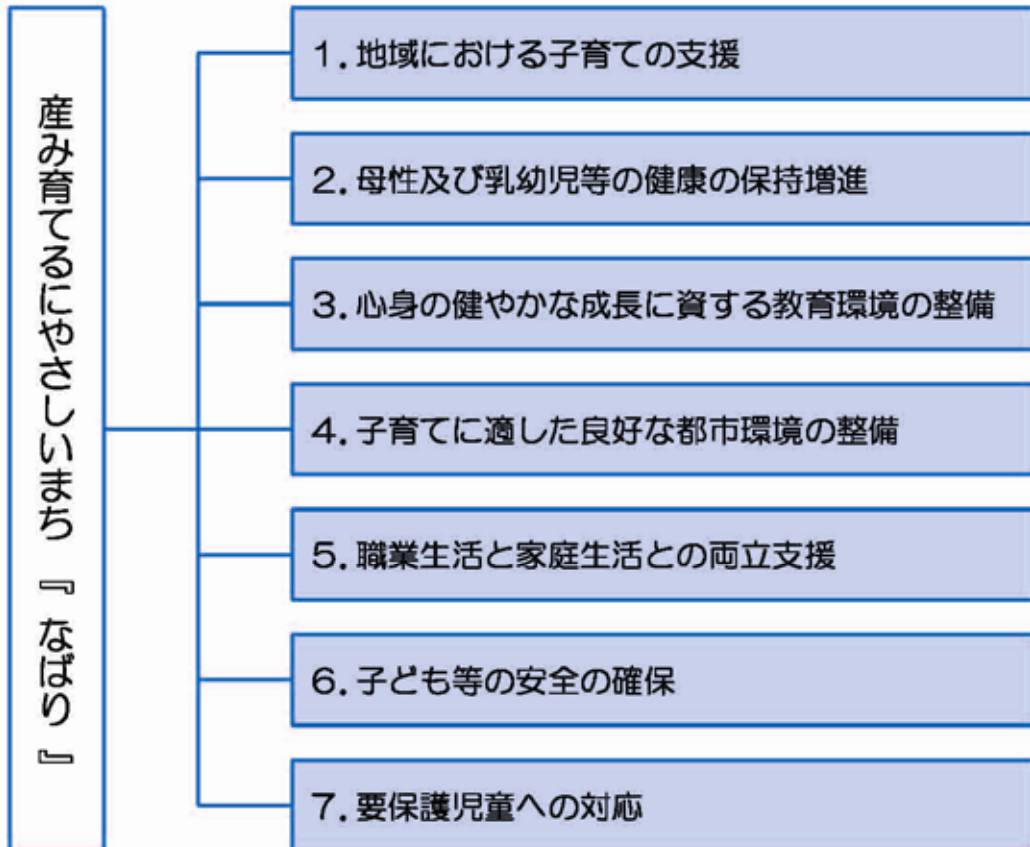 産み育てるにやさしいまち『なばり』
1.地域における子育ての支援
2.母性及び乳幼児等の健康の保持増進
3.心身の健やかな成長に資する教育環境の整備
4.子育てに適した良好な都市環境の整備
5.職業生活と家庭生活との両立支援
6.子ども等の安全の確保
7.要保護児童への対応